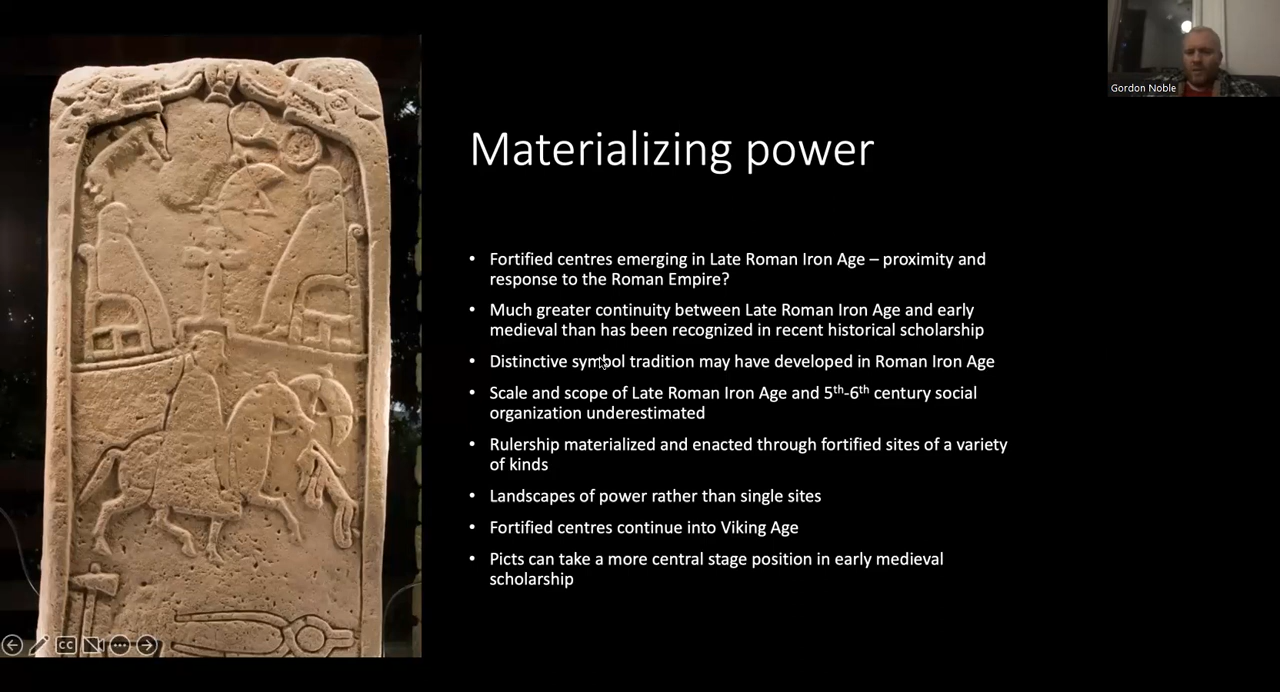 Gordon Noble
Materializing power
• Fortified centres emerging in Late Roman Iron Age – proximity and
response to the Roman Empire?
• Much greater continuity between Late Roman Iron Age and early
medieval than has been recognized in recent historical scholarship
• Distinctive symbol tradition may have developed in Roman Iron Age
• Scale and scope of Late Roman Iron Age and 5th-6th century social
organization underestimated
• Rulership materialized and enacted through fortified sites of a variety
of kinds
• Landscapes of power rather than single sites
• Fortified centres continue into Viking Age
• Picts can take a more central stage position in early medieval
scholarship
CC